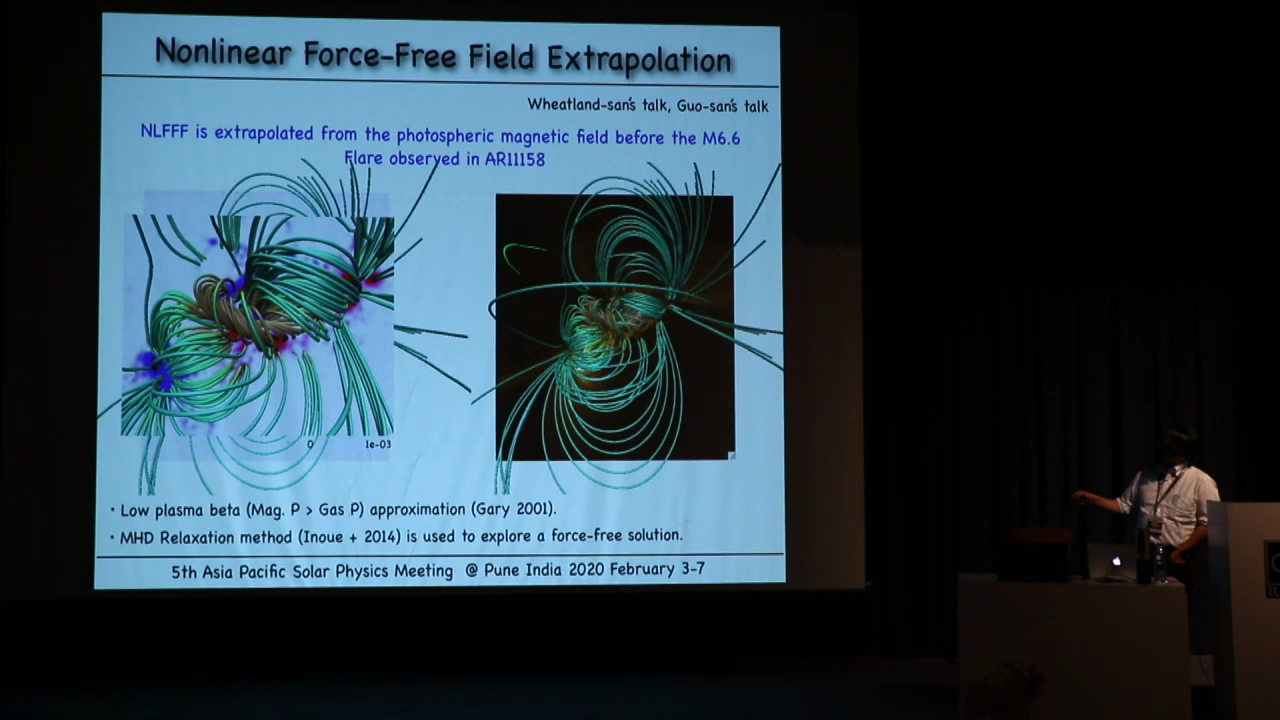 Nonlinear Force-Free Field Extrapolation
Wheatland-san's talk, Guo-san's talk
NLFFF is extrapolated from the photospheric magnetic field before the M6.6
Flare observed in AR11158
0 1e-03
• Low plasma beta (Mag. P > Gas P) approximation (Gary 2001).
• MHD Relaxation method (Inoue + 2014) is used to explore a force-free solution.
5th Asia Pacific Solar Physics Meeting @ Pune India 2020 February 3-7